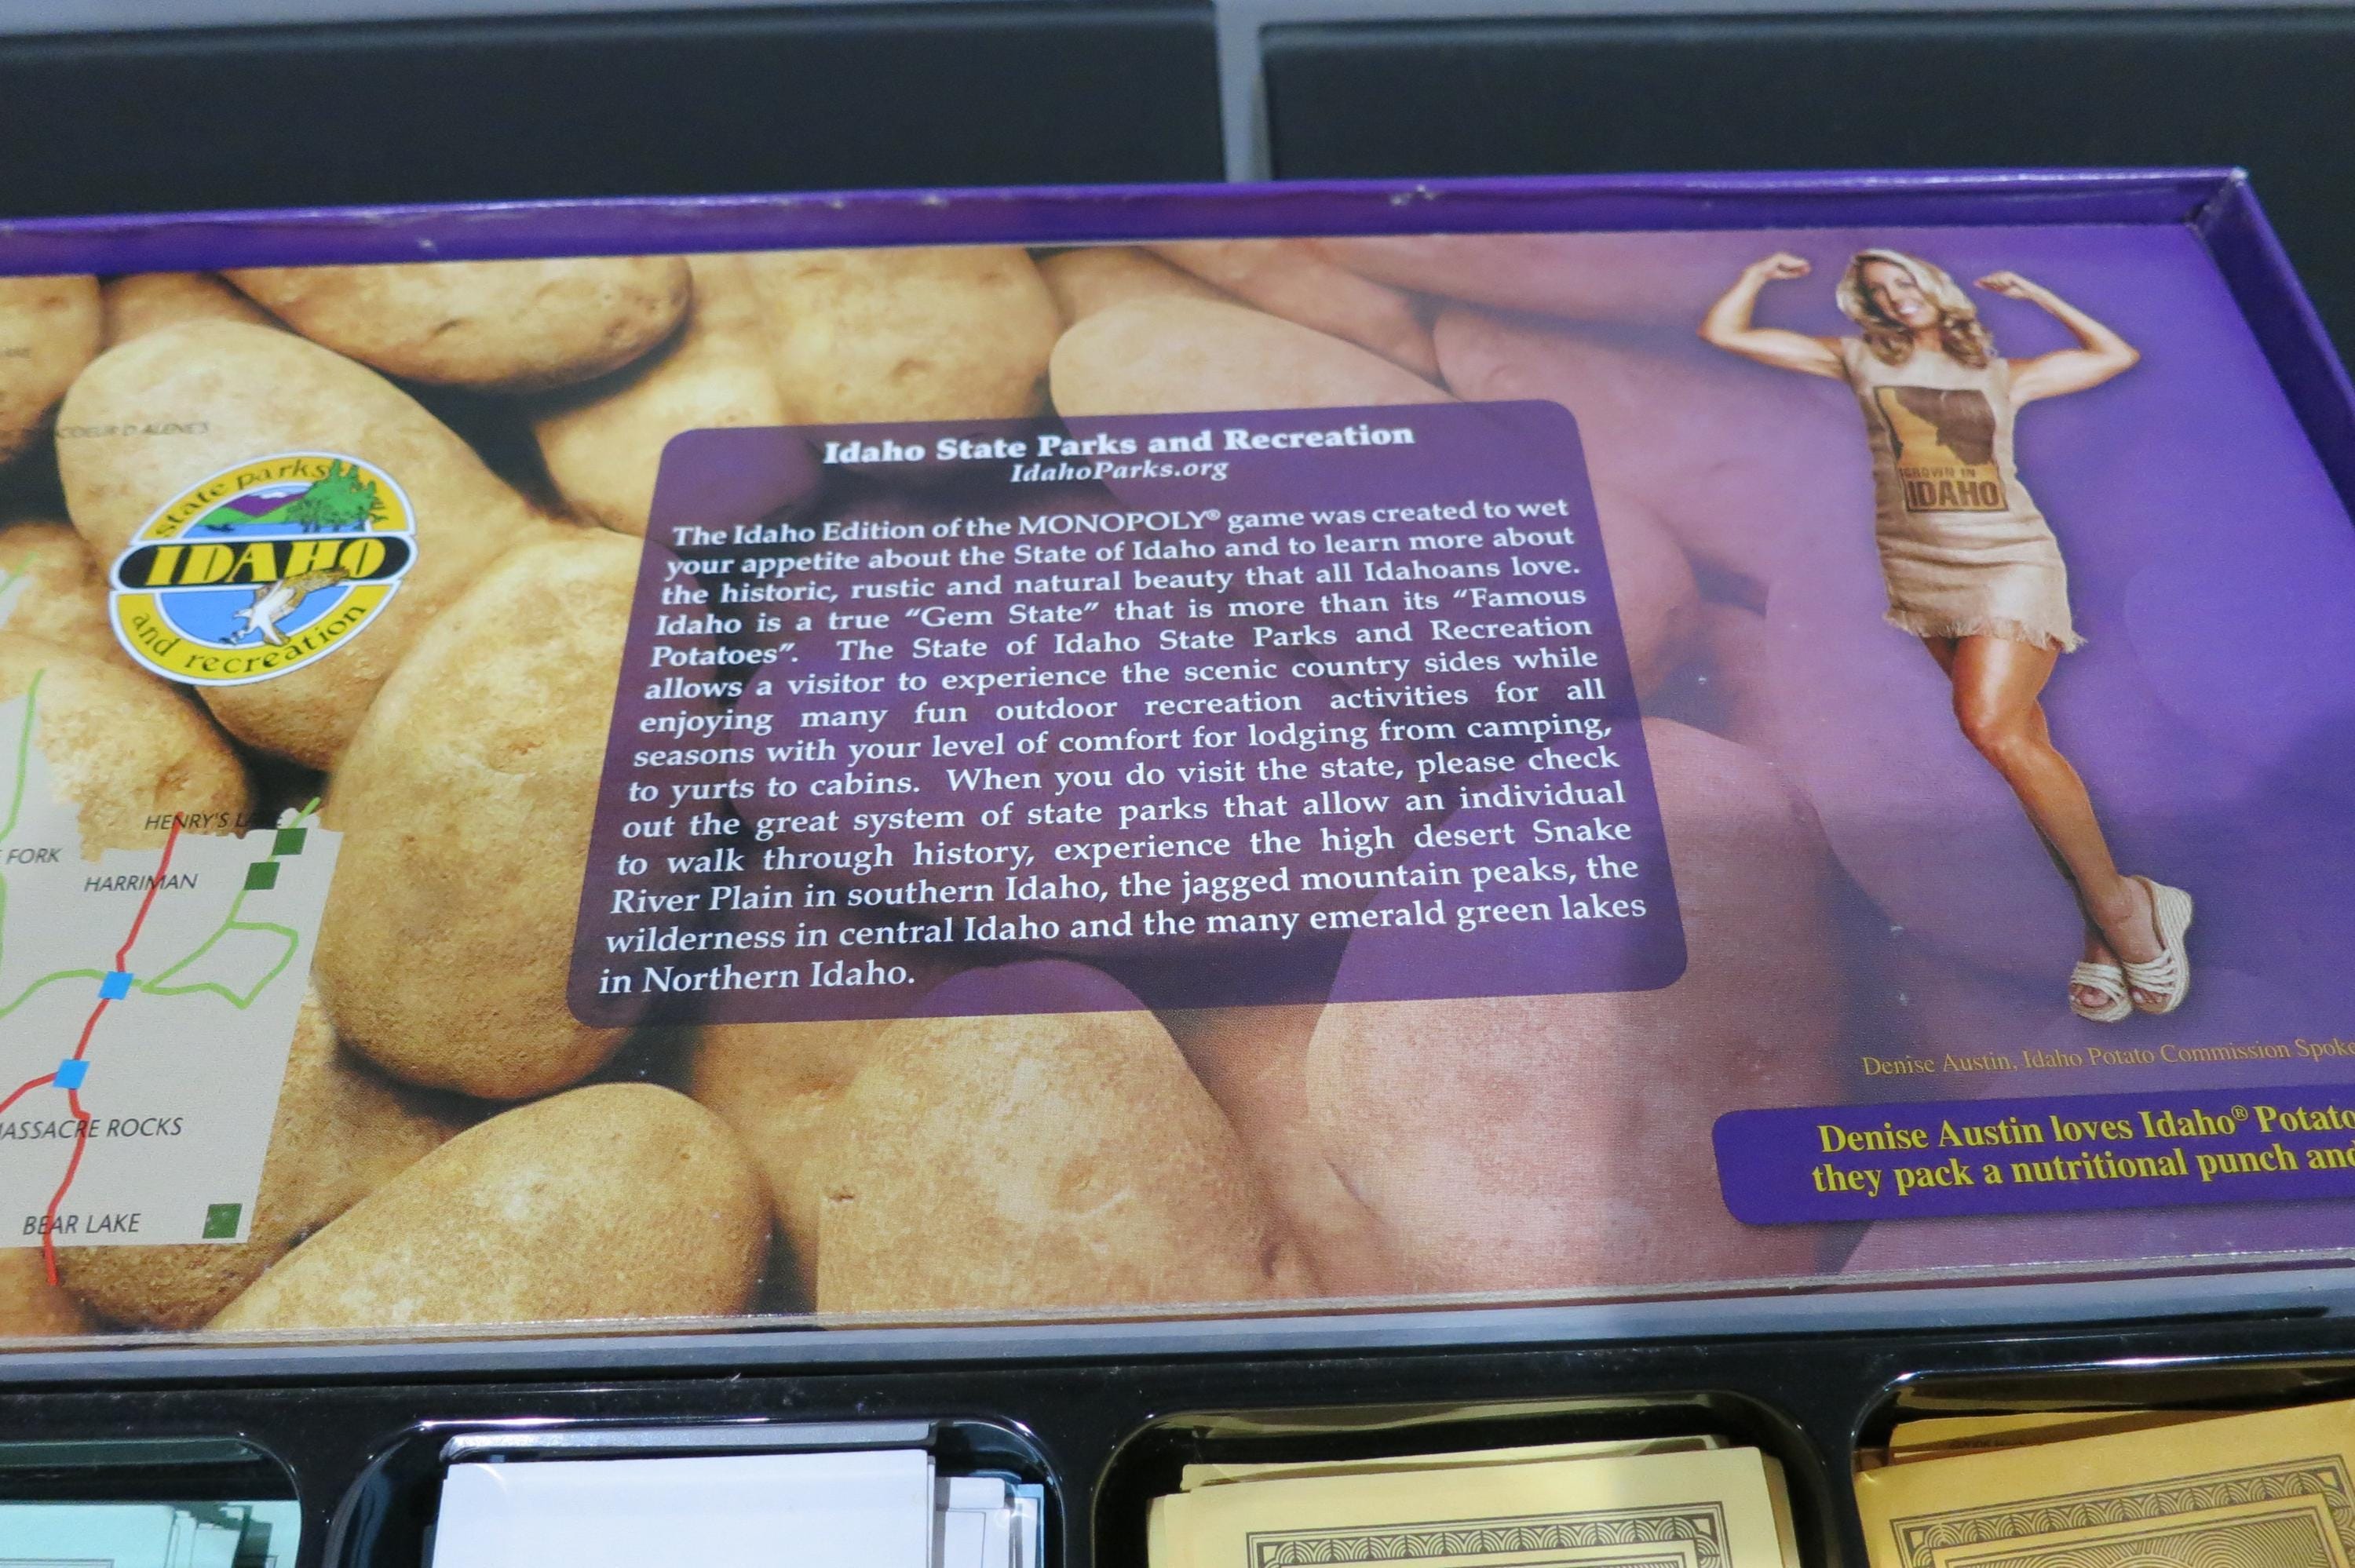 COEUR D'ALENE'S
state parks
IDAHO
and recreation
HENRY'S LAKE
FORK
HARRIMAN
MASSACRE ROCKS
BEAR LAKE
Idaho State Parks and Recreation
IdahoParks.org
The Idaho Edition of the MONOPOLY® game was created to wet
your appetite about the State of Idaho and to learn more about
the historic, rustic and natural beauty that all Idahoans love.
Idaho is a true “Gem State” that is more than its “Famous
Potatoes”. The State of Idaho State Parks and Recreation
allows a visitor to experience the scenic country sides while
enjoying many fun outdoor recreation activities for all
seasons with your level of comfort for lodging from camping,
to yurts to cabins. When you do visit the state, please check
out the great system of state parks that allow an individual
to walk through history, experience the high desert Snake
River Plain in southern Idaho, the jagged mountain peaks, the
wilderness in central Idaho and the many emerald green lakes
in Northern Idaho.
GROWN IN
IDAHO
Denise Austin, Idaho Potato Commission Spoke
Denise Austin loves Idaho® Potato
they pack a nutritional punch and